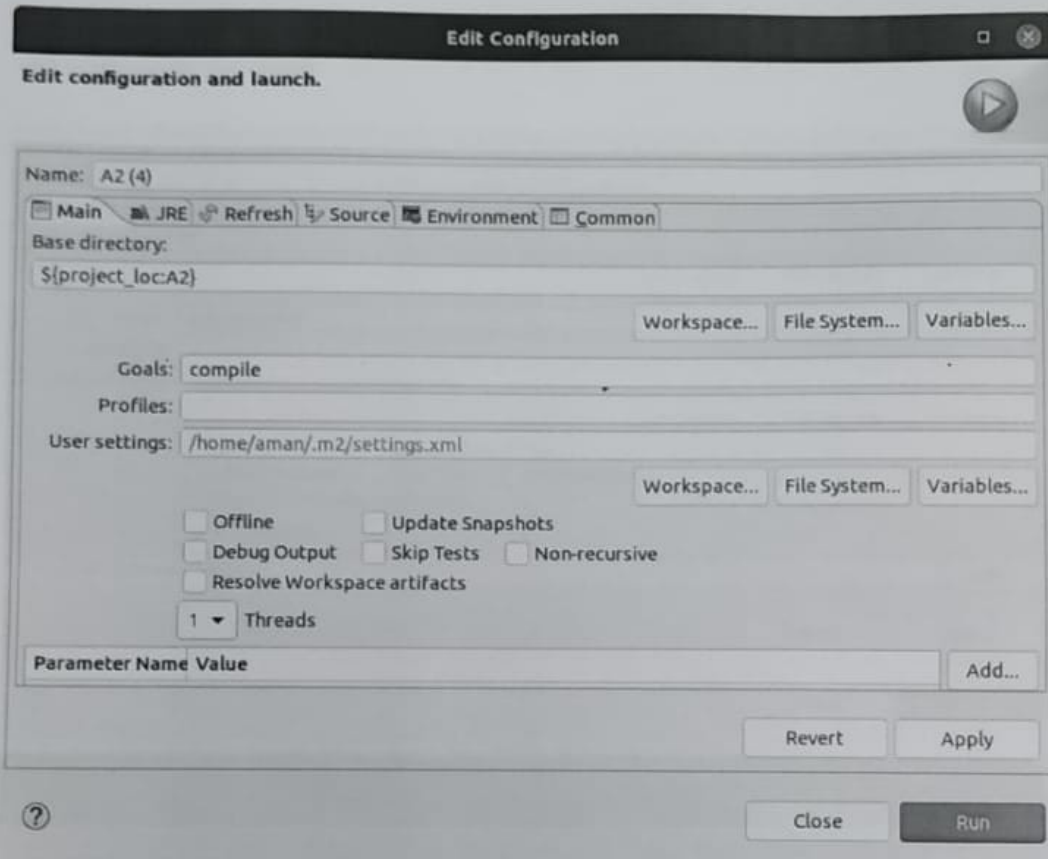 Edit Configuration
Edit configuration and launch.
Name: A2 (4)
Main JRE Refresh Source Environment Common
Base directory:
${project_loc:A2}
Workspace... File System... Variables...
Goals: compile
Profiles:
User settings: /home/aman/.m2/settings.xml
Workspace... File System... Variables...
Offline Update Snapshots
Debug Output Skip Tests Non-recursive
Resolve Workspace artifacts
1 Threads
Parameter Name Value Add...
Revert Apply
? Close Run